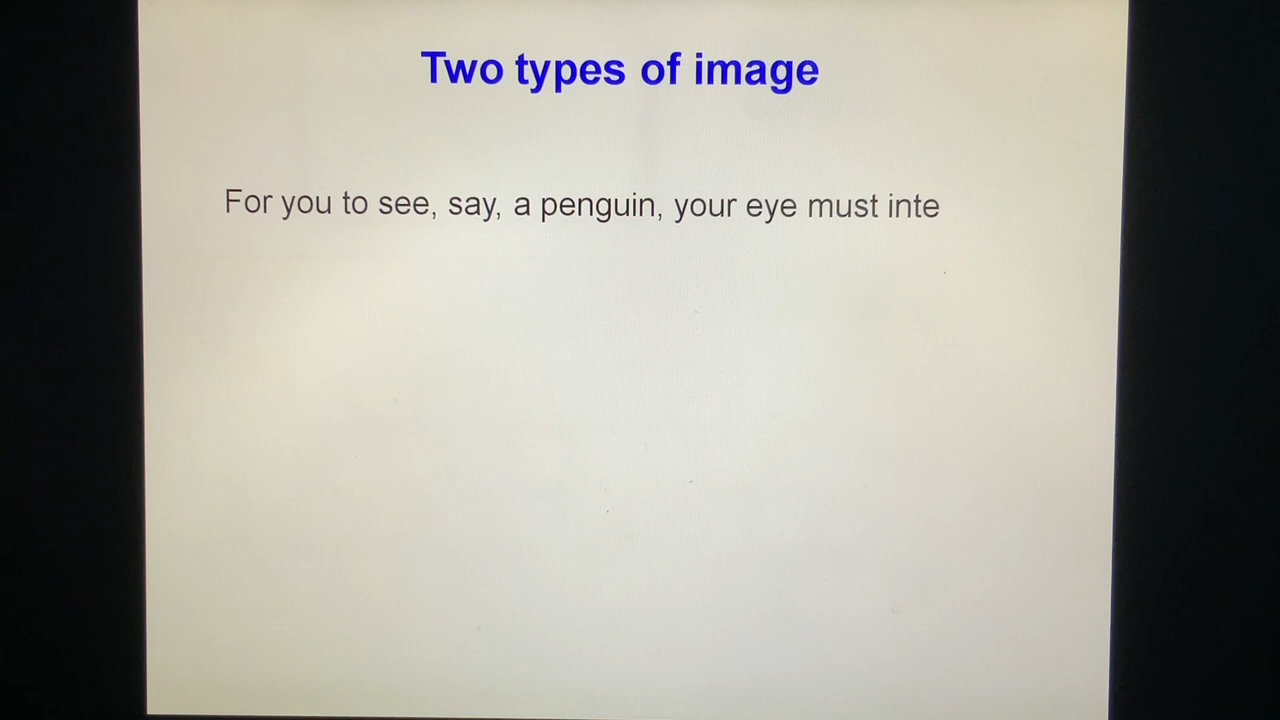 Two types of image
For you to see, say, a penguin, your eye must inte